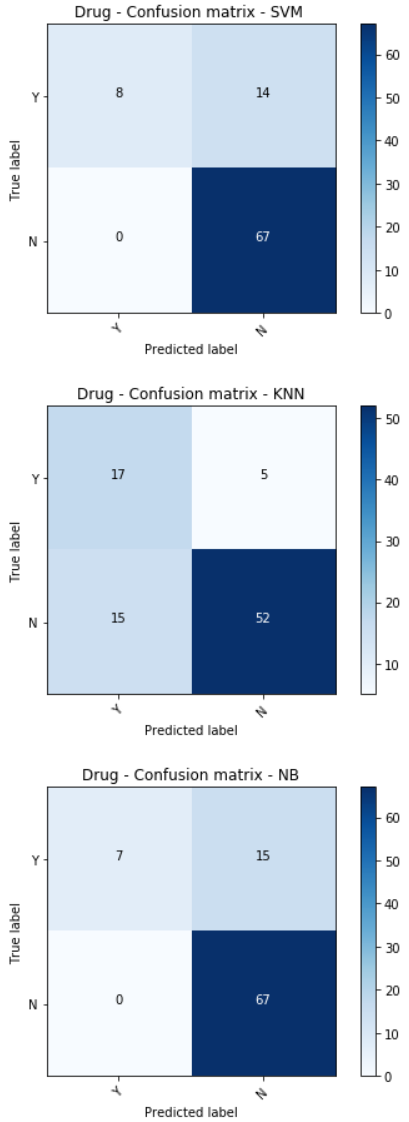 Drug - Confusion matrix - SVM
60
Y
8
14
50
40
True label
30
20
N
0
67
10
0
Y
N
Predicted label
Drug - Confusion matrix - KNN
50
Y
17
5
40
True label
30
20
N
15
52
10
Y
N
Predicted label
Drug - Confusion matrix - NB
60
Y
7
15
50
40
True label
30
20
N
0
67
10
0
Y
N
Predicted label